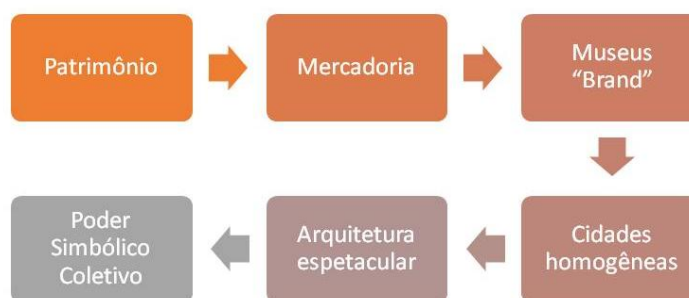 Patrimônio
Mercadoria
Museus
“Brand”
Cidades
homogêneas
Arquitetura
espetacular
Poder
Simbólico
Coletivo